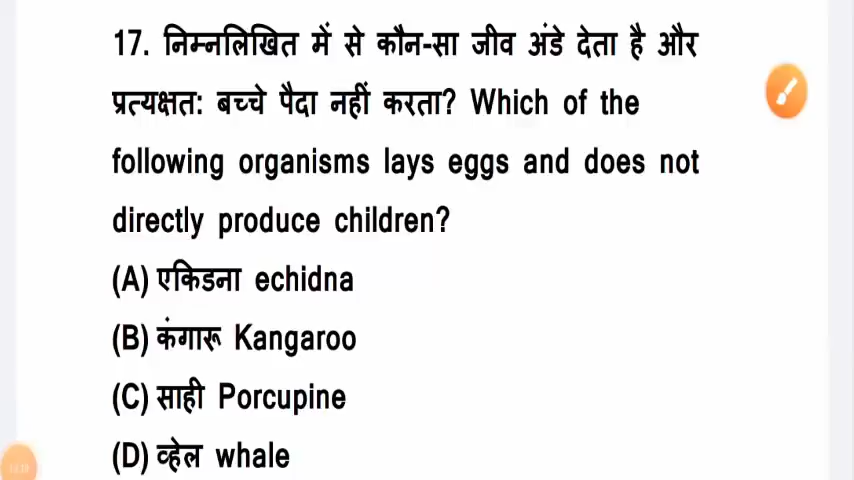 17. निम्नलिखित में से कौन-सा जीव अंडे देता है और
प्रत्यक्षत: बच्चे पैदा नहीं करता? Which of the
following organisms lays eggs and does not
directly produce children?
(A) एकिडना echidna
(B) कंगारू Kangaroo
(C) साही Porcupine
(D) व्हेल whale